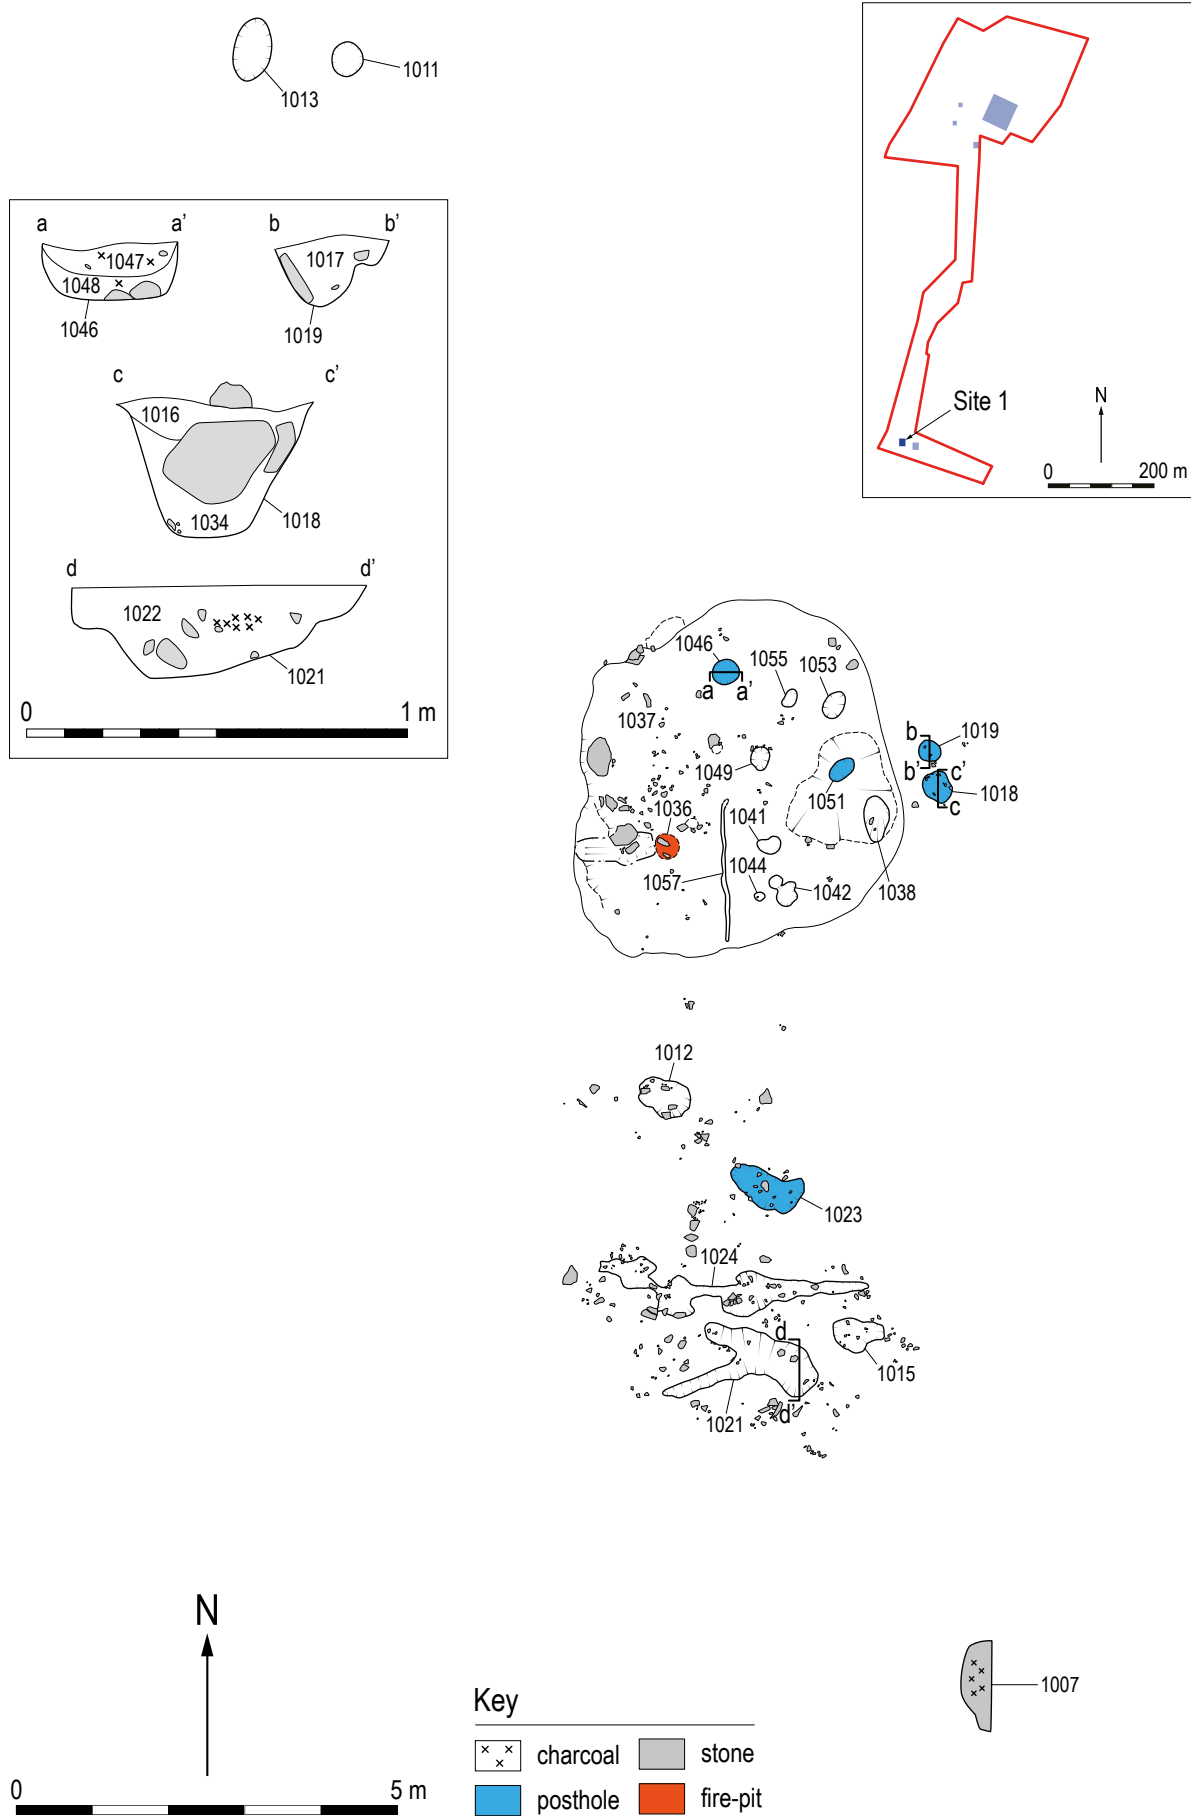 1013
1011
a a’ b b’
1047
1048
1046
1017
1019
c c’
1016
1034
1018
d d’
1022
1021
0 1 m
Site 1
N
0 200 m
1046
1055
1053
a a’
1037
b
1019
b’
c’
1018
c
1049
1051
1036
1041
1044
1057
1042
1038
1012
1023
1024
d
1015
1021
d’
N
1007
Key
charcoal
stone
posthole
fire-pit
0 5 m